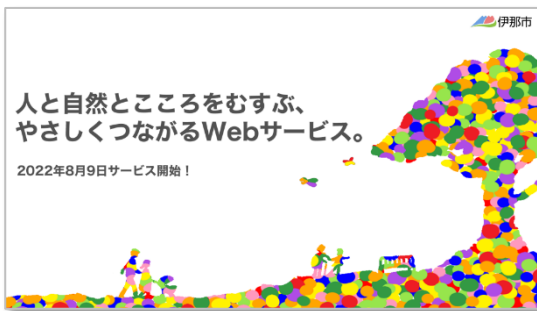 伊那市
人と自然とこころをむすぶ、
やさしくつながるWebサービス。
2022年8月9日サービス開始！